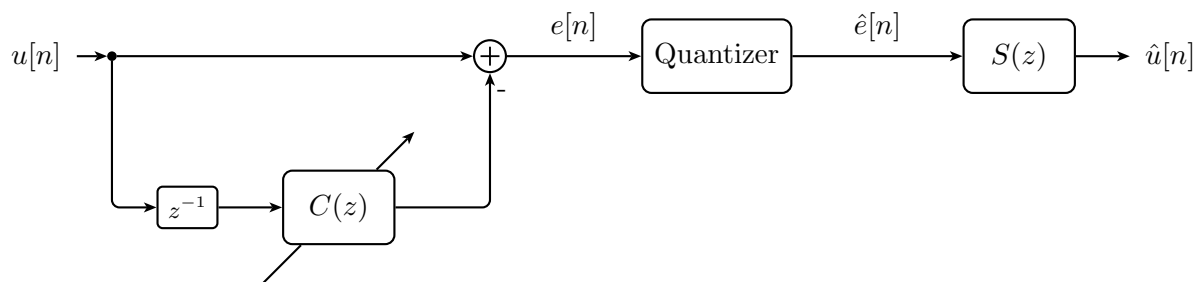 u[n]
e[n]
Quantizer
ê[n]
S(z)
û[n]
+
-
z⁻¹
C(z)